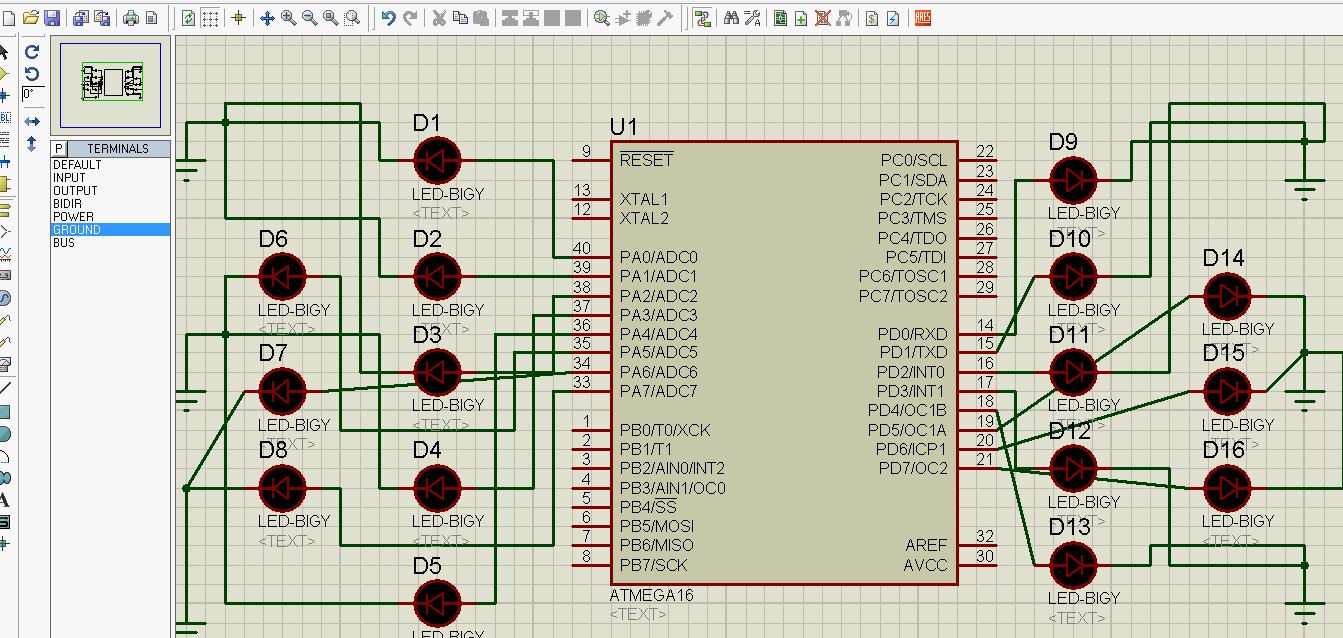 ARES
0°
P TERMINALS
DEFAULT
INPUT
OUTPUT
BIDIR
POWER
GROUND
BUS
D1
LED-BIGY
<TEXT>
D2
LED-BIGY
<TEXT>
D6
LED-BIGY
<TEXT>
D3
LED-BIGY
<TEXT>
D7
LED-BIGY
<TEXT>
D4
LED-BIGY
<TEXT>
D8
LED-BIGY
<TEXT>
D5
LED-BIGY
U1
9 RESET
13 XTAL1
12 XTAL2
40 PA0/ADC0
39 PA1/ADC1
38 PA2/ADC2
37 PA3/ADC3
36 PA4/ADC4
35 PA5/ADC5
34 PA6/ADC6
33 PA7/ADC7
1 PB0/T0/XCK
2 PB1/T1
3 PB2/AIN0/INT2
4 PB3/AIN1/OC0
5 PB4/SS
6 PB5/MOSI
7 PB6/MISO
8 PB7/SCK
PC0/SCL 22
PC1/SDA 23
PC2/TCK 24
PC3/TMS 25
PC4/TDO 26
PC5/TDI 27
PC6/TOSC1 28
PC7/TOSC2 29
PD0/RXD 14
PD1/TXD 15
PD2/INT0 16
PD3/INT1 17
PD4/OC1B 18
PD5/OC1A 19
PD6/ICP1 20
PD7/OC2 21
AREF 32
AVCC 30
ATMEGA16
<TEXT>
D9
LED-BIGY
<TEXT>
D10
LED-BIGY
<TEXT>
D11
LED-BIGY
<TEXT>
D12
LED-BIGY
<TEXT>
D13
LED-BIGY
<TEXT>
D14
LED-BIGY
<TEXT>
D15
LED-BIGY
<TEXT>
D16
LED-BIGY
<TEXT>